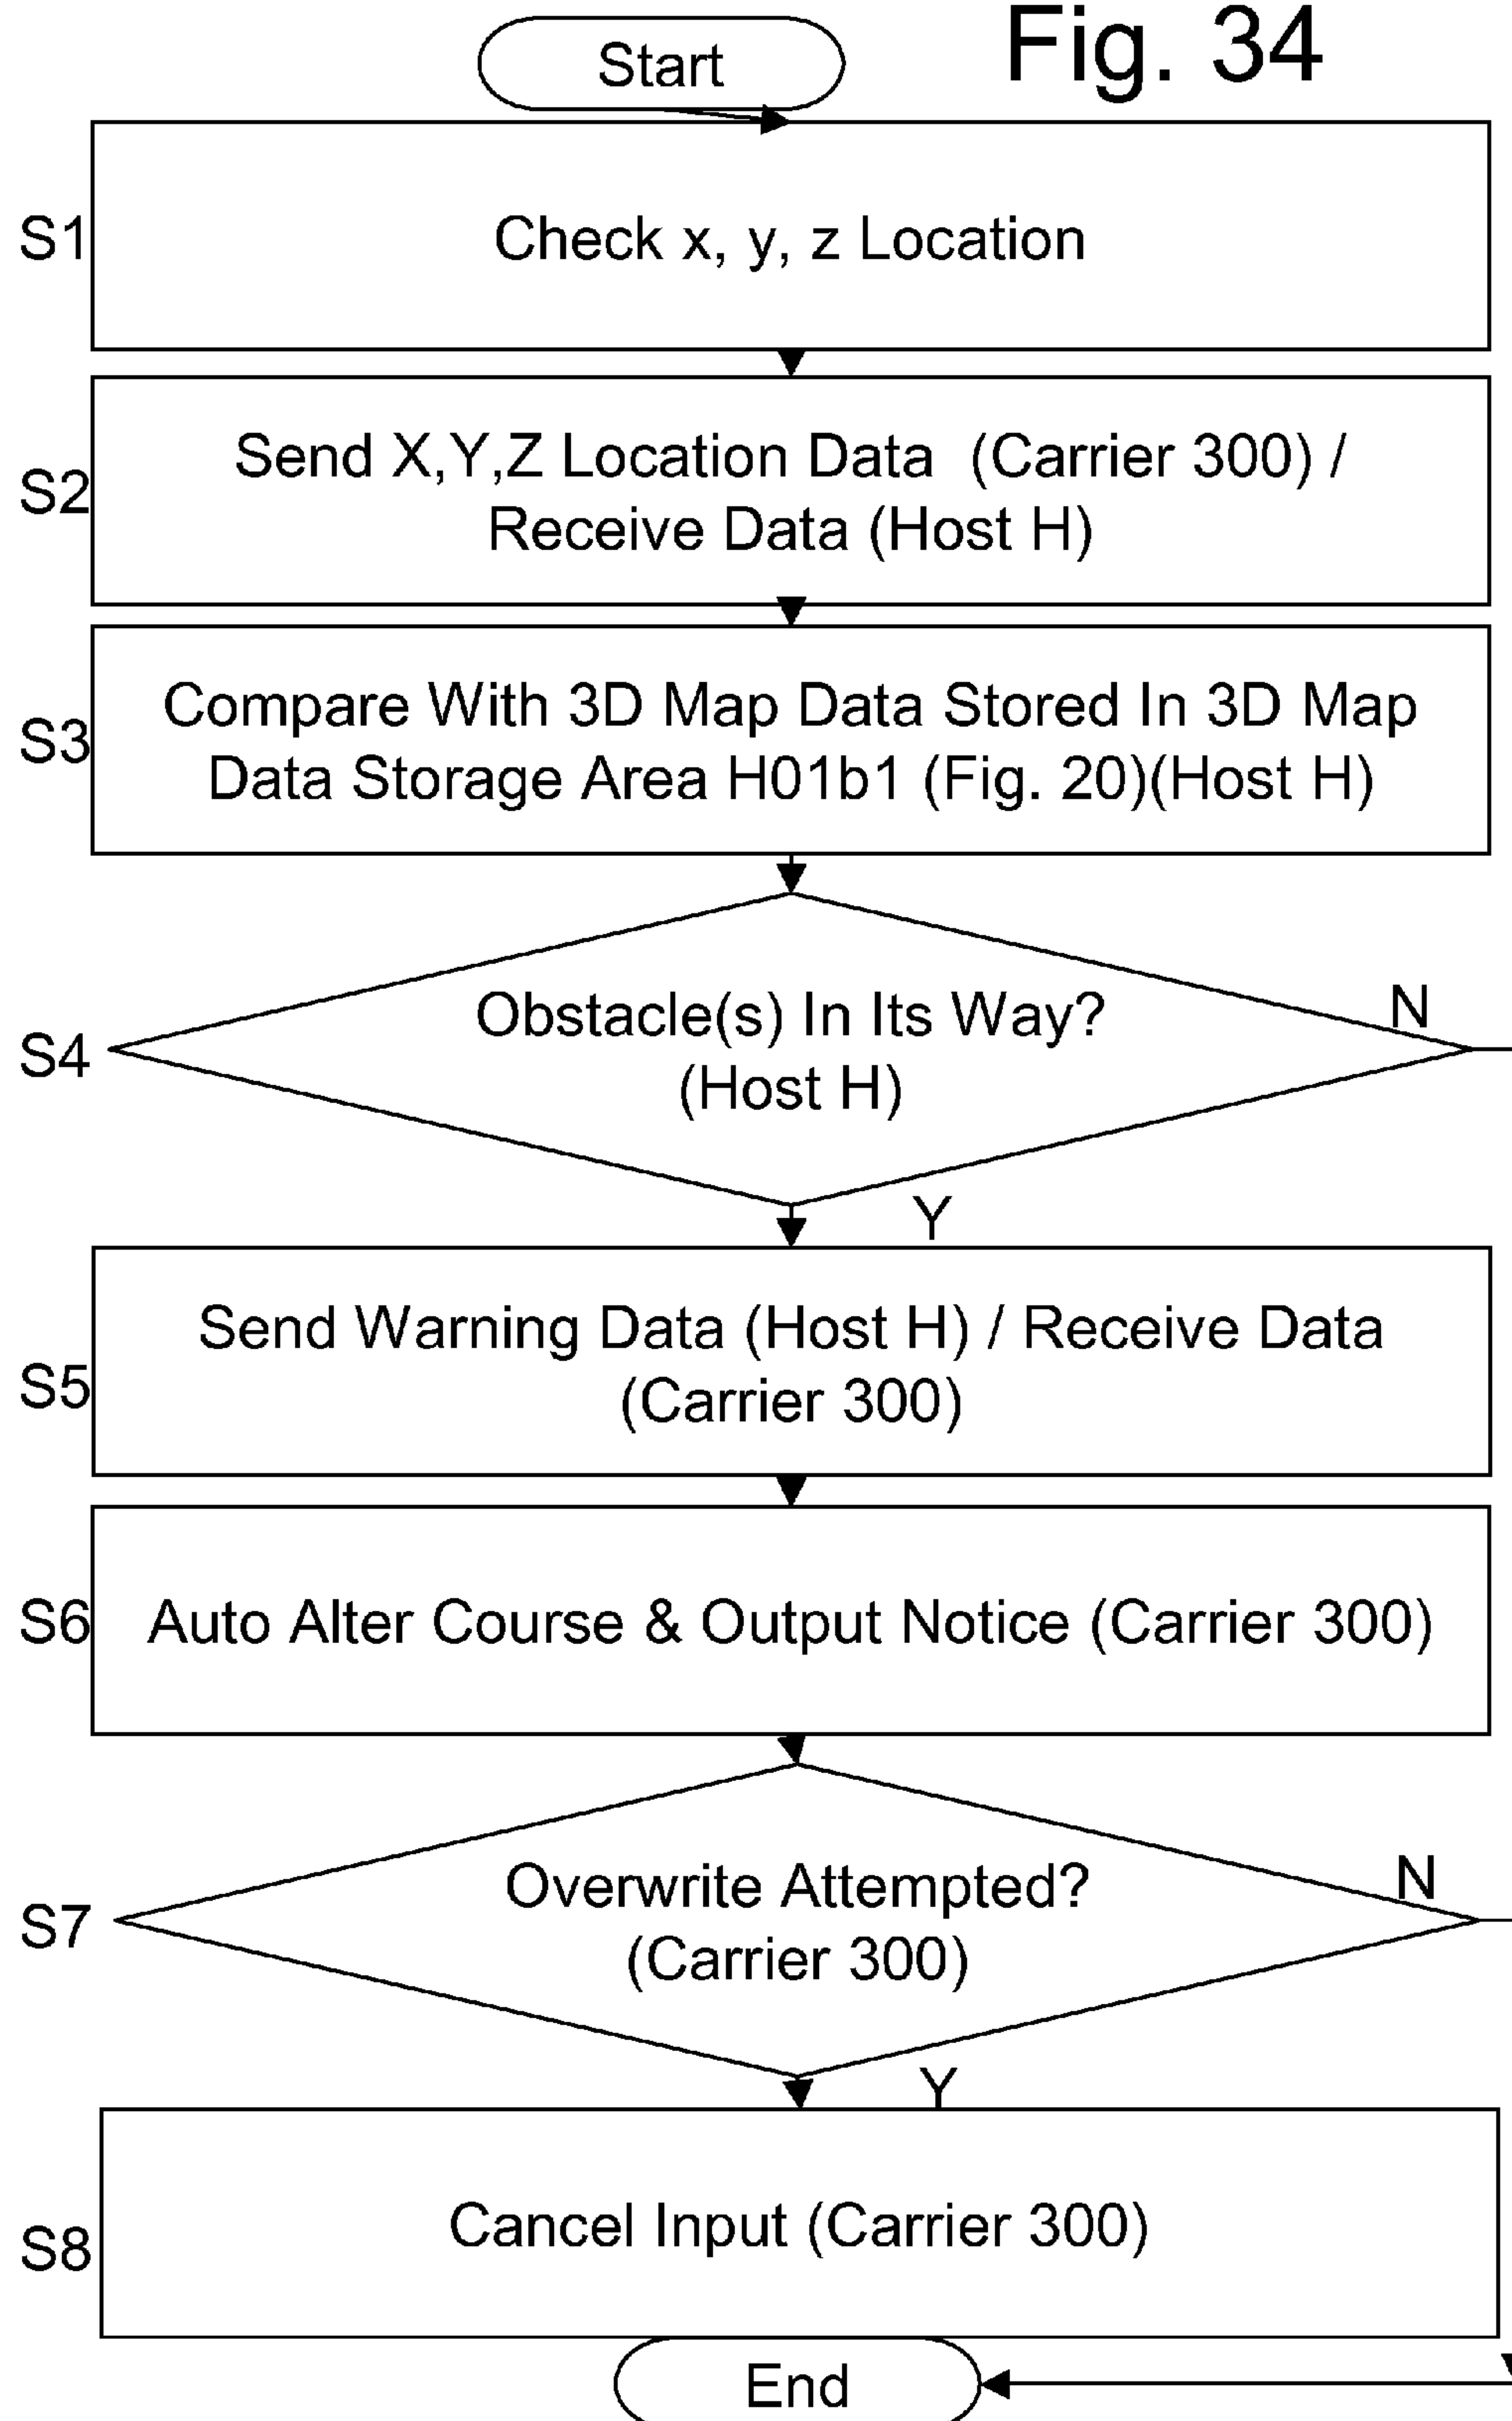 Fig. 34
Start
S1
Check x, y, z Location
S2
Send X,Y,Z Location Data (Carrier 300) /
Receive Data (Host H)
S3
Compare With 3D Map Data Stored In 3D Map
Data Storage Area H01b1 (Fig. 20)(Host H)
S4
Obstacle(s) In Its Way?
(Host H)
N
Y
S5
Send Warning Data (Host H) / Receive Data
(Carrier 300)
S6
Auto Alter Course & Output Notice (Carrier 300)
S7
Overwrite Attempted?
(Carrier 300)
N
Y
S8
Cancel Input (Carrier 300)
End